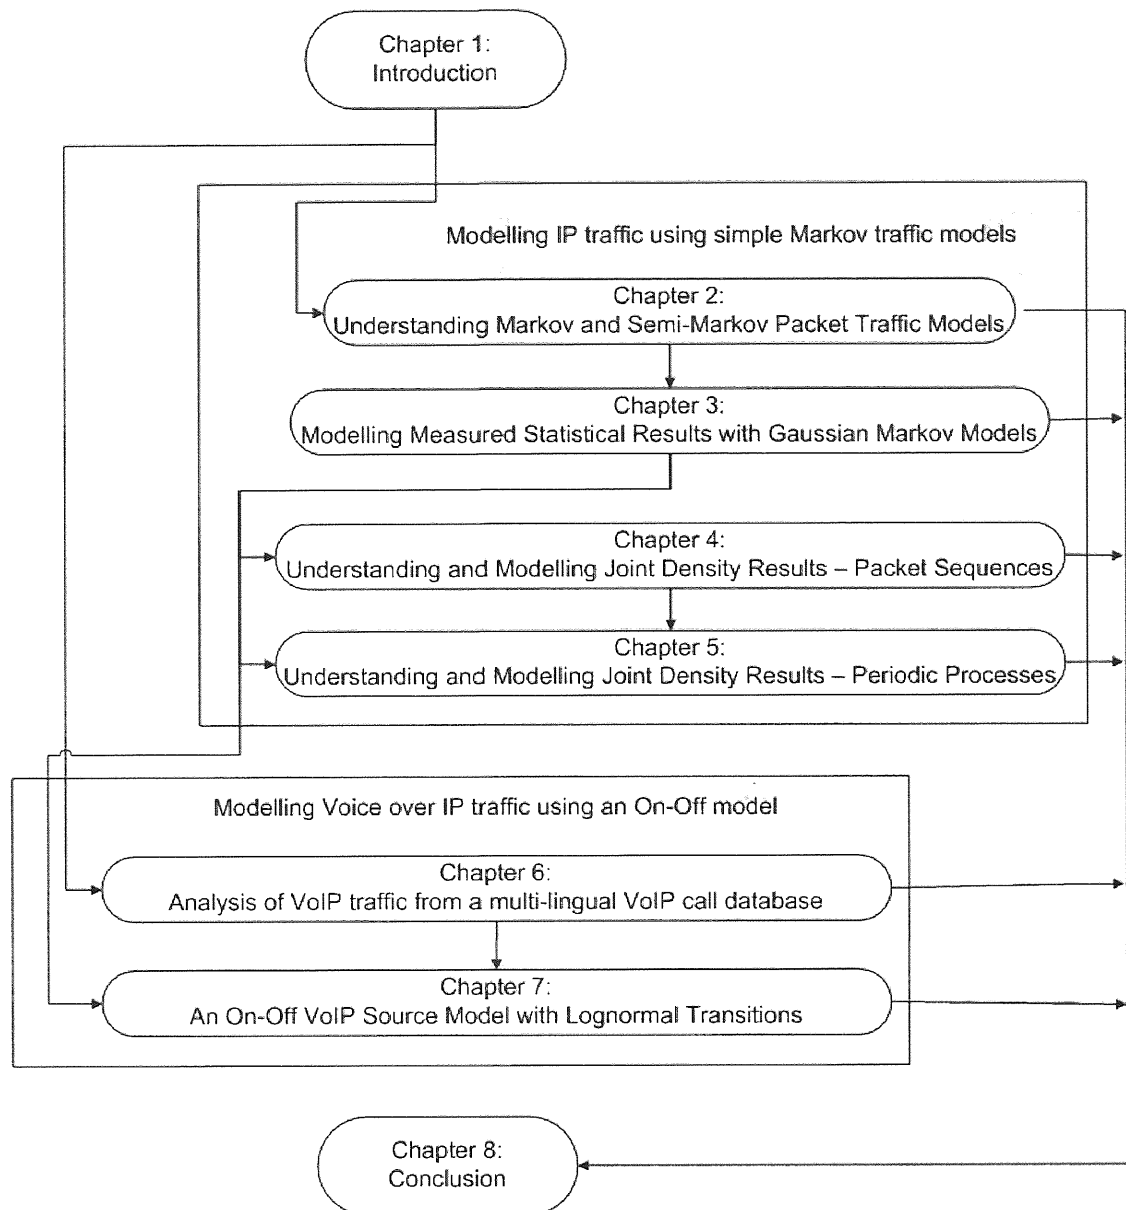 Chapter 1:
Introduction
Modelling IP traffic using simple Markov traffic models
Chapter 2:
Understanding Markov and Semi-Markov Packet Traffic Models
Chapter 3:
Modelling Measured Statistical Results with Gaussian Markov Models
Chapter 4:
Understanding and Modelling Joint Density Results – Packet Sequences
Chapter 5:
Understanding and Modelling Joint Density Results – Periodic Processes
Modelling Voice over IP traffic using an On-Off model
Chapter 6:
Analysis of VoIP traffic from a multi-lingual VoIP call database
Chapter 7:
An On-Off VoIP Source Model with Lognormal Transitions
Chapter 8:
Conclusion